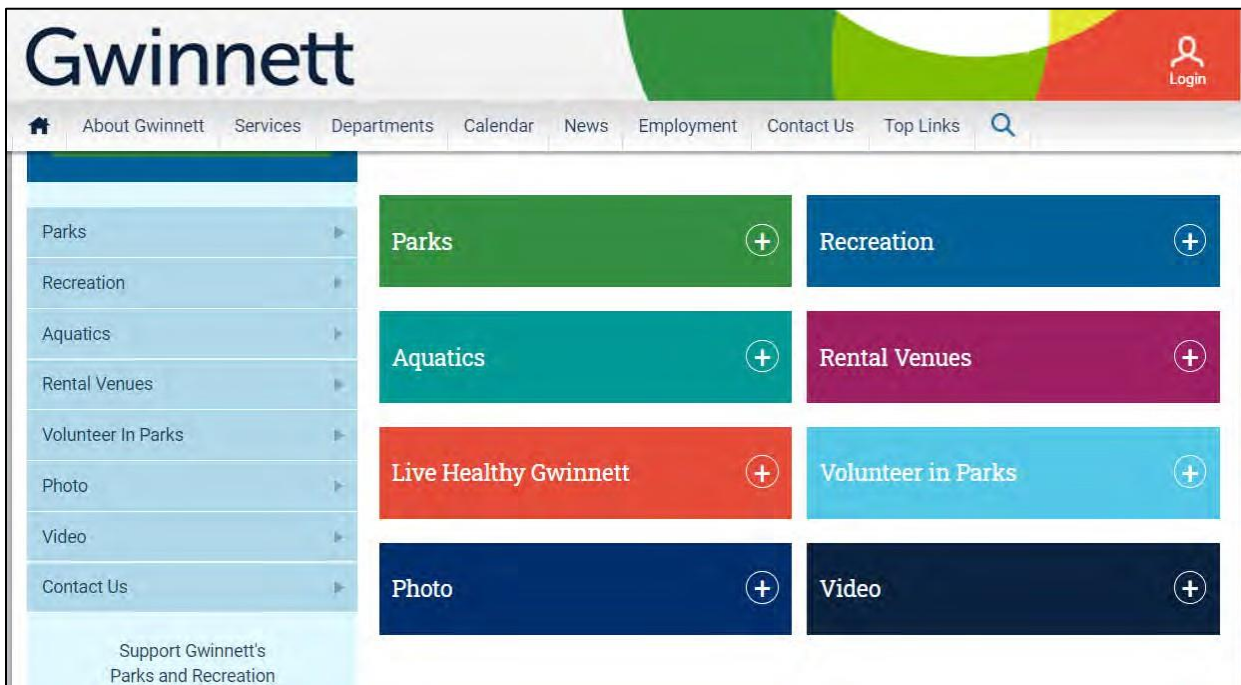 Gwinnett
Login
About Gwinnett Services Departments Calendar News Employment Contact Us Top Links
Parks
Recreation
Aquatics
Rental Venues
Volunteer In Parks
Photo
Video
Contact Us
Support Gwinnett's
Parks and Recreation
Parks
Recreation
Aquatics
Rental Venues
Live Healthy Gwinnett
Volunteer in Parks
Photo
Video